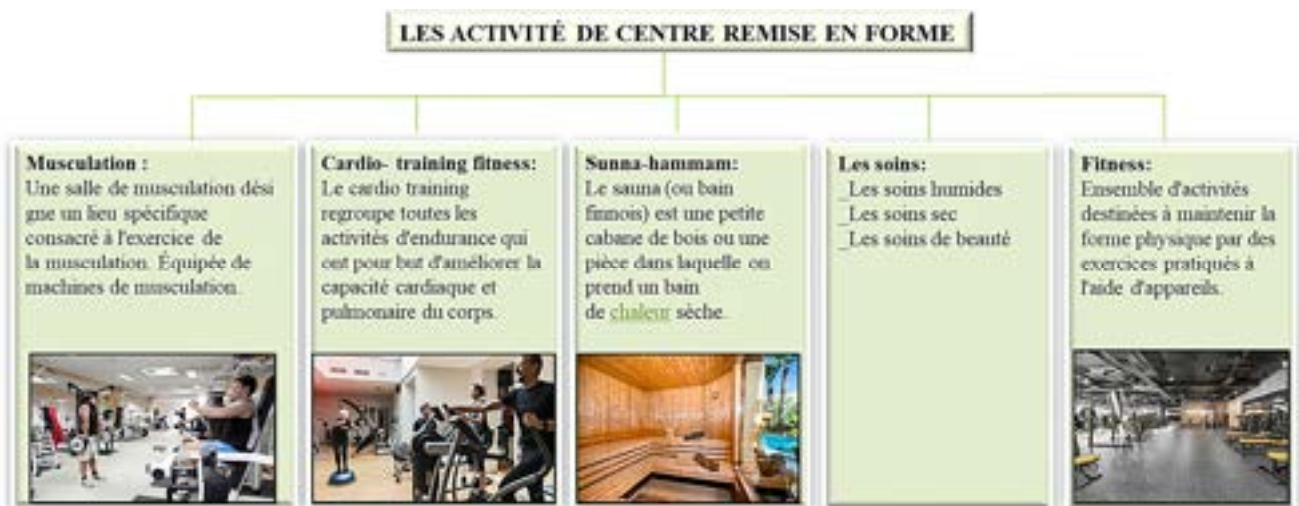 LES ACTIVITÉ DE CENTRE REMISE EN FORME
Musculation :
Une salle de musculation dési
gne un lieu spécifique
consacré à l'exercice de
la musculation. Équipée de
machines de musculation.
Cardio- training fitness:
Le cardio training
regroupe toutes les
activités d'endurance qui
ont pour but d'améliorer la
capacité cardiaque et
pulmonaire du corps.
Sunna-hammam:
Le sauna (ou bain
finnois) est une petite
cabane de bois ou une
pièce dans laquelle on
prend un bain
de chaleur sèche.
Les soins:
_Les soins humides
_Les soins sec
_Les soins de beauté
Fitness:
Ensemble d'activités
destinées à maintenir la
forme physique par des
exercices pratiqués à
l'aide d'appareils.